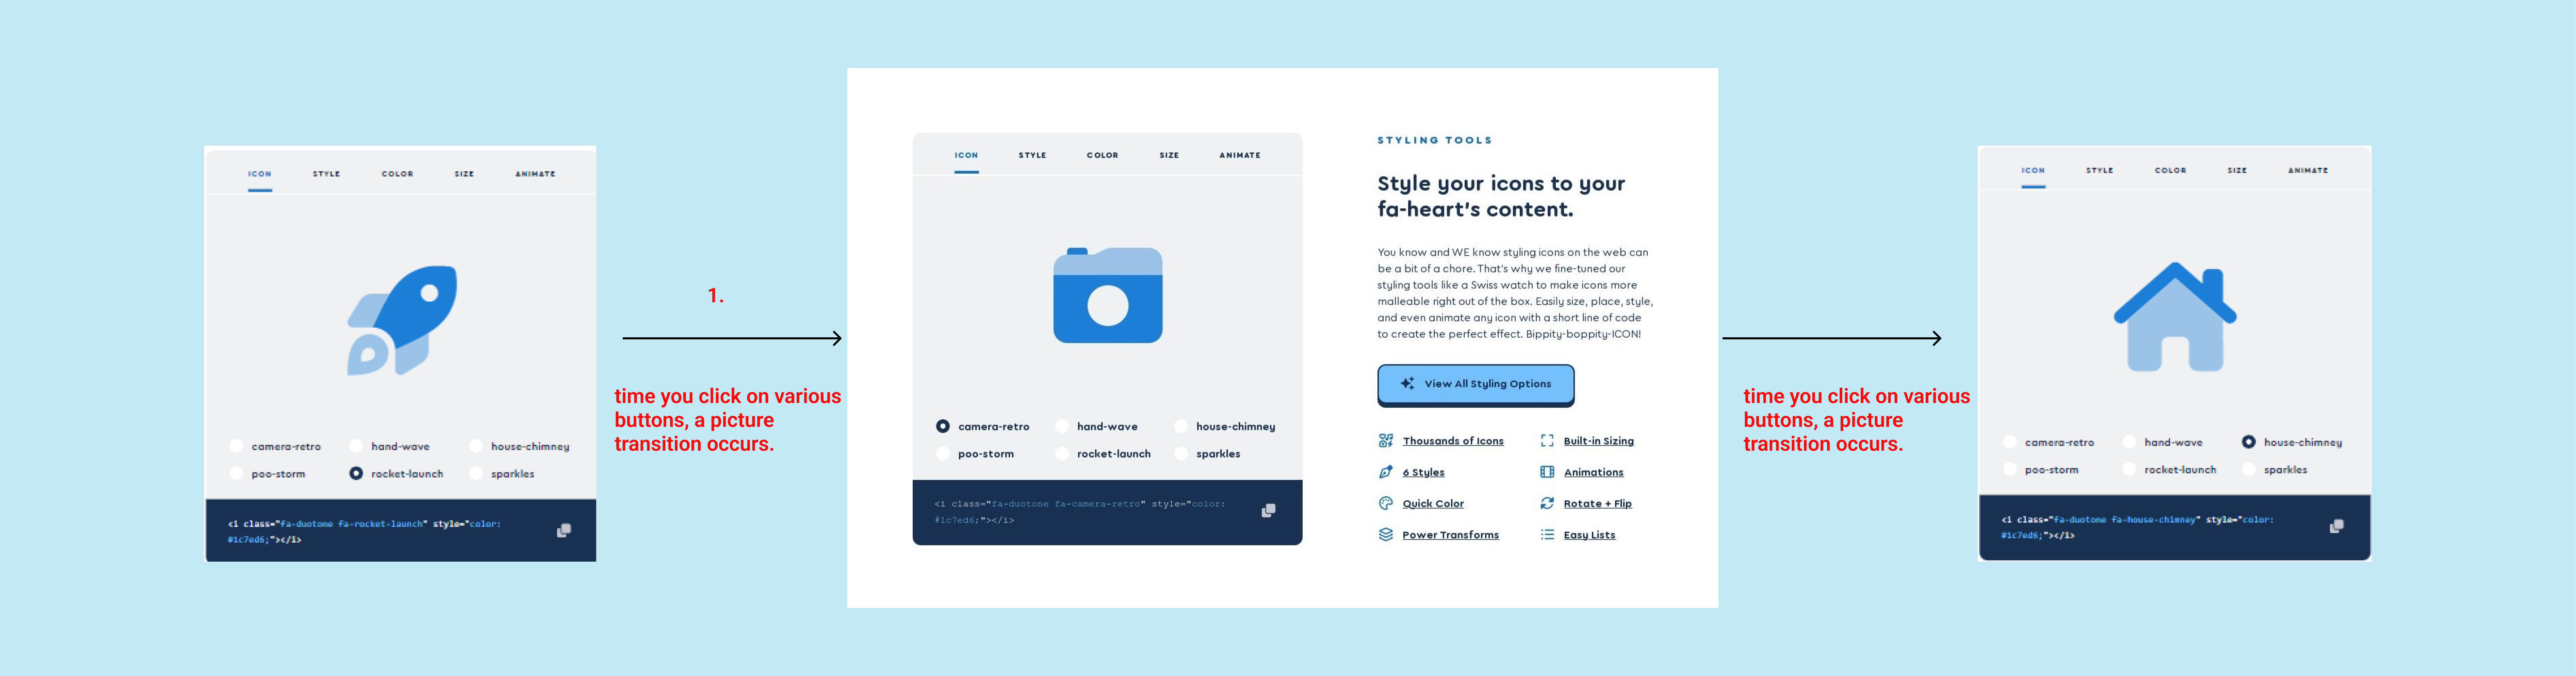 ICON STYLE COLOR SIZE ANIMATE
camera-retro hand-wave house-chimney
poo-storm rocket-launch sparkles
<i class="fa-duotone fa-rocket-launch" style="color:
#1c7ed6;"></i>
1.
time you click on various
buttons, a picture
transition occurs.
ICON STYLE COLOR SIZE ANIMATE
camera-retro hand-wave house-chimney
poo-storm rocket-launch sparkles
<i class="fa-duotone fa-camera-retro" style="color:
#1c7ed6;"></i>
STYLING TOOLS
Style your icons to your
fa-heart's content.
You know and WE know styling icons on the web can
be a bit of a chore. That's why we fine-tuned our
styling tools like a Swiss watch to make icons more
malleable right out of the box. Easily size, place, style,
and even animate any icon with a short line of code
to create the perfect effect. Bippity-boppity-ICON!
View All Styling Options
Thousands of Icons Built-in Sizing
6 Styles Animations
Quick Color Rotate + Flip
Power Transforms Easy Lists
time you click on various
buttons, a picture
transition occurs.
ICON STYLE COLOR SIZE ANIMATE
camera-retro hand-wave house-chimney
poo-storm rocket-launch sparkles
<i class="fa-duotone fa-house-chimney" style="color:
#1c7ed6;"></i>